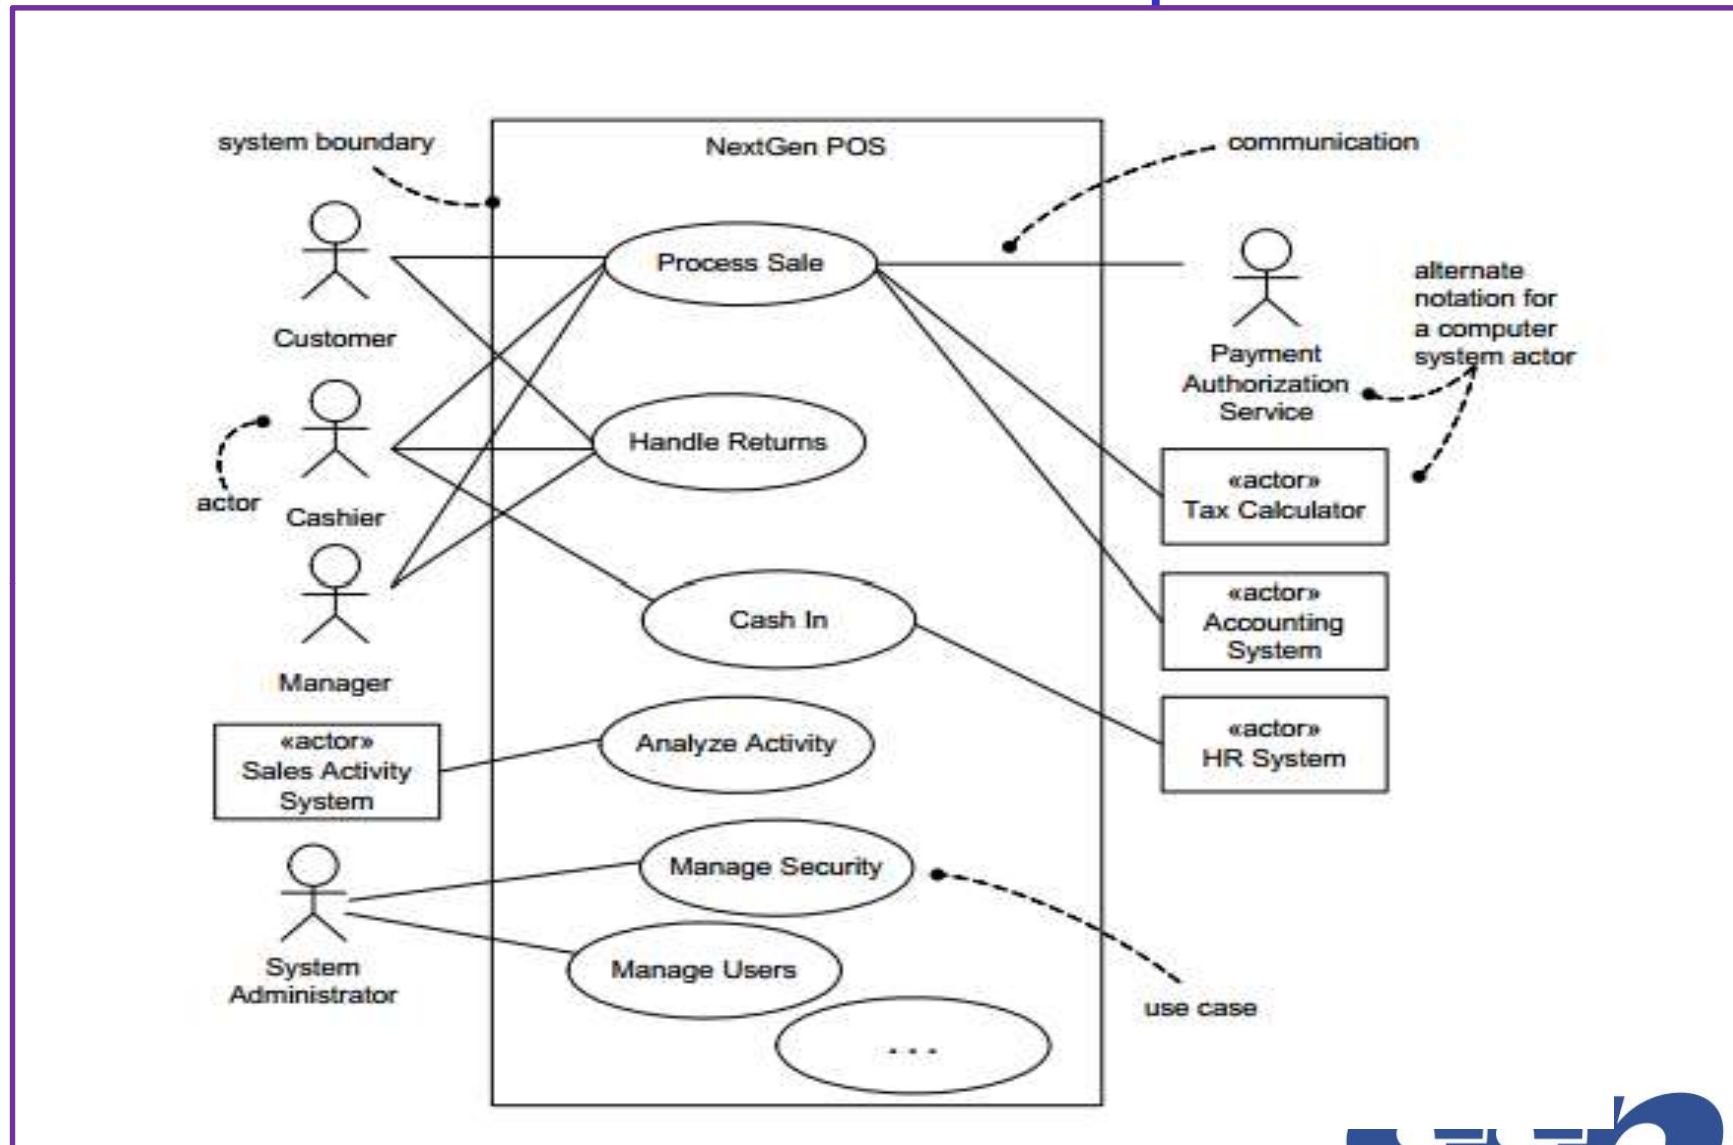 system boundary
NextGen POS
communication
Process Sale
alternate
notation for
a computer
system actor
Customer
Payment
Authorization
Service
Handle Returns
actor
Cashier
«actor»
Tax Calculator
Cash In
«actor»
Accounting
System
Manager
«actor»
Sales Activity
System
Analyze Activity
«actor»
HR System
Manage Security
System
Administrator
Manage Users
use case
...